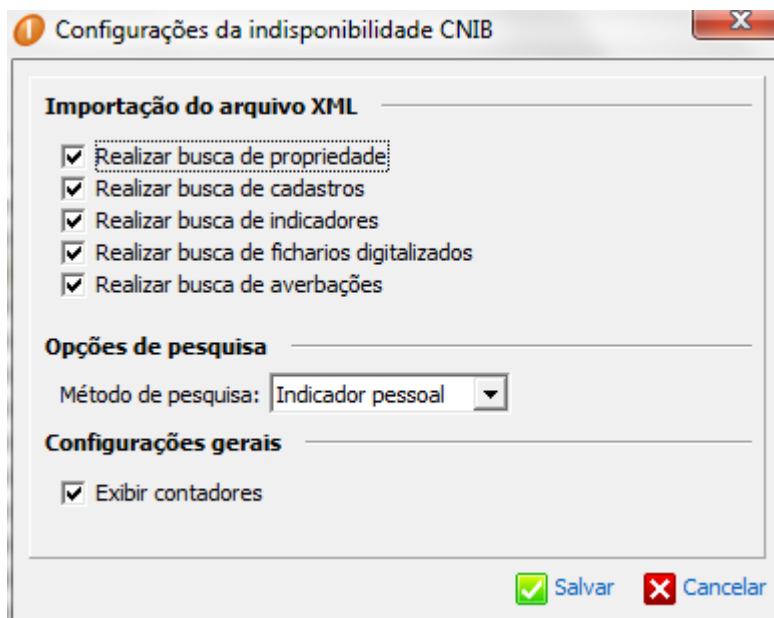 Configurações da indisponibilidade CNIB
Importação do arquivo XML
Realizar busca de propriedade
Realizar busca de cadastros
Realizar busca de indicadores
Realizar busca de ficharios digitalizados
Realizar busca de averbações
Opções de pesquisa
Método de pesquisa: Indicador pessoal
Configurações gerais
Exibir contadores
Salvar Cancelar